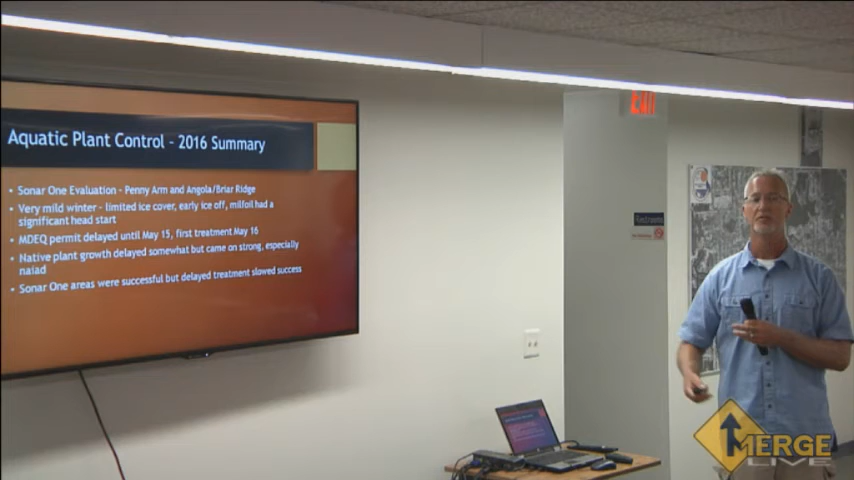 Aquatic Plant Control - 2016 Summary
• Sonar One Evaluation - Penny Arm and Angola/Briar Ridge
• Very mild winter - limited ice cover, early ice off, milfoil had a
significant head start
• MDEQ permit delayed until May 15, first treatment May 16
• Native plant growth delayed somewhat but came on strong, especially
naiad
• Sonar One areas were successful but delayed treatment slowed success
EXIT
Restrooms
MERGE
LIVE